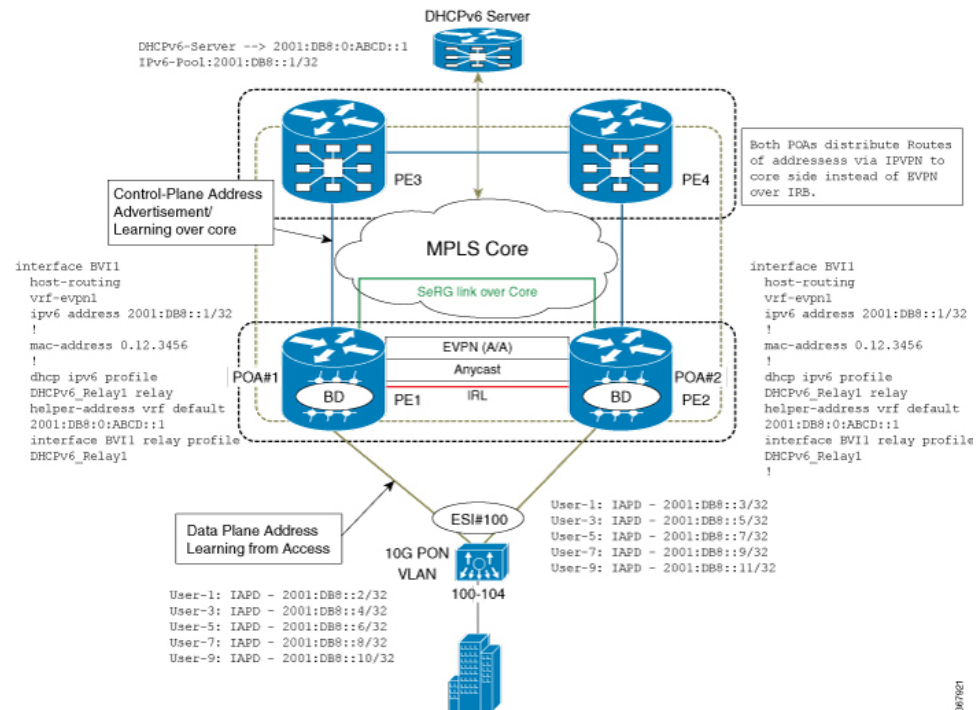 DHCPv6 Server
DHCPv6-Server --> 2001:DB8:0:ABCD::1
IPv6-Pool:2001:DB8::1/32
PE3
PE4
Both POAs distribute Routes
of addressess via IPVPN to
core side instead of EVPN
over IRB.
Control-Plane Address
Advertisement/
Learning over core
MPLS Core
SeRG link over Core
interface BVI1
host-routing
vrf-evpn1
ipv6 address 2001:DB8::1/32
!
mac-address 0.12.3456
!
dhcp ipv6 profile
DHCPv6_Relay1 relay
helper-address vrf default
2001:DB8:0:ABCD::1
interface BVI1 relay profile
DHCPv6_Relay1
POA#1
BD
PE1
EVPN (A/A)
Anycast
IRL
BD
POA#2
PE2
interface BVI1
host-routing
vrf-evpn1
ipv6 address 2001:DB8::1/32
!
mac-address 0.12.3456
!
dhcp ipv6 profile
DHCPv6_Relay1 relay
helper-address vrf default
2001:DB8:0:ABCD::1
interface BVI1 relay profile
DHCPv6_Relay1
!
Data Plane Address
Learning from Access
ESI#100
10G PON
VLAN
100-104
User-1: IAPD - 2001:DB8::3/32
User-3: IAPD - 2001:DB8::5/32
User-5: IAPD - 2001:DB8::7/32
User-7: IAPD - 2001:DB8::9/32
User-9: IAPD - 2001:DB8::11/32
User-1: IAPD - 2001:DB8::2/32
User-3: IAPD - 2001:DB8::4/32
User-5: IAPD - 2001:DB8::6/32
User-7: IAPD - 2001:DB8::8/32
User-9: IAPD - 2001:DB8::10/32
367921